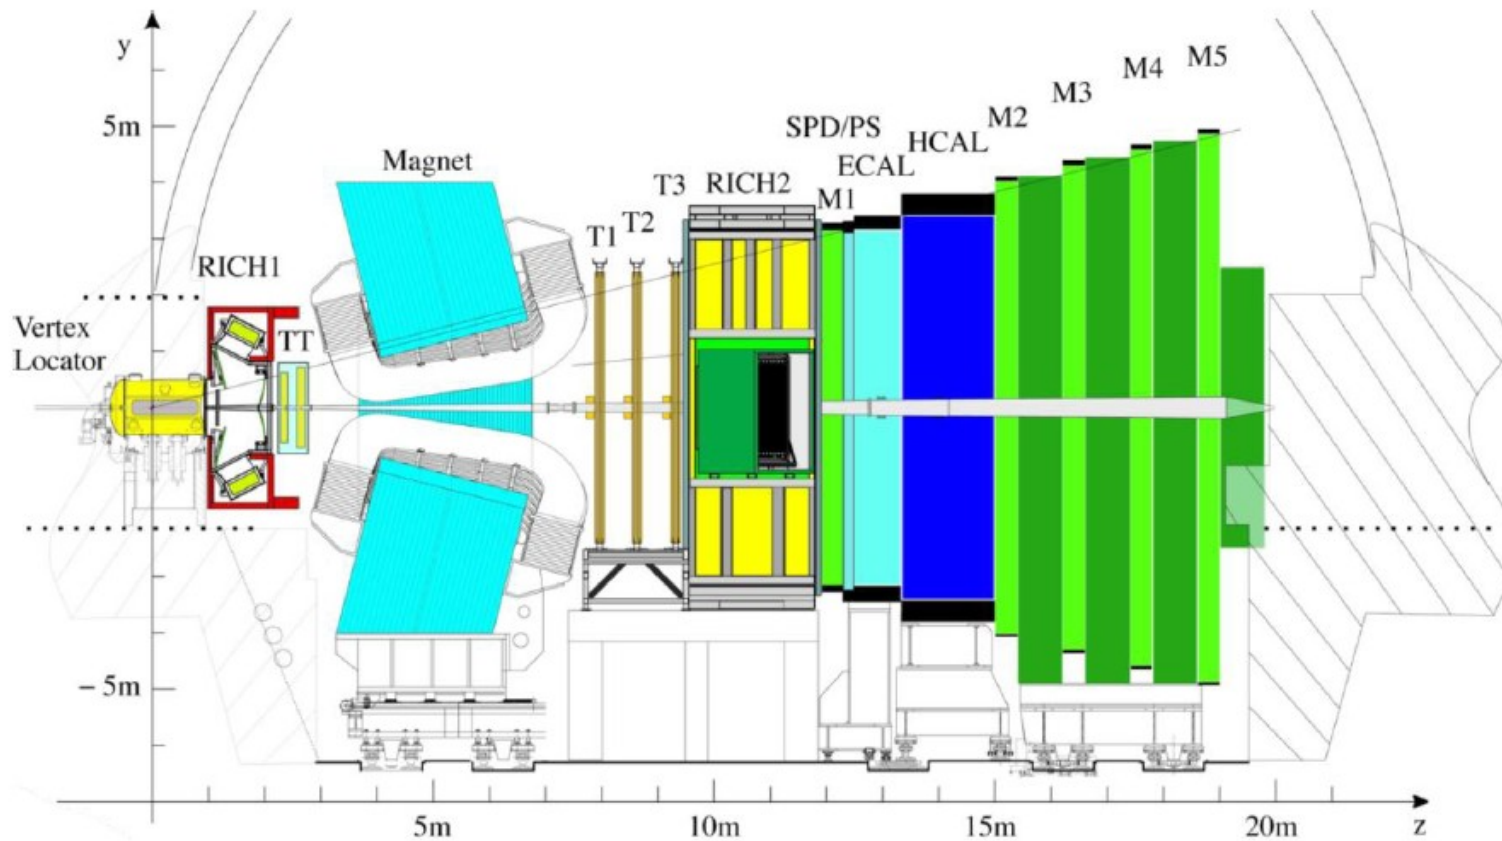 y
5m
Magnet
T1
T2
T3
RICH2
SPD/PS
M1
ECAL
HCAL
M2
M3
M4
M5
RICH1
TT
Vertex
Locator
– 5m
5m
10m
15m
20m
z